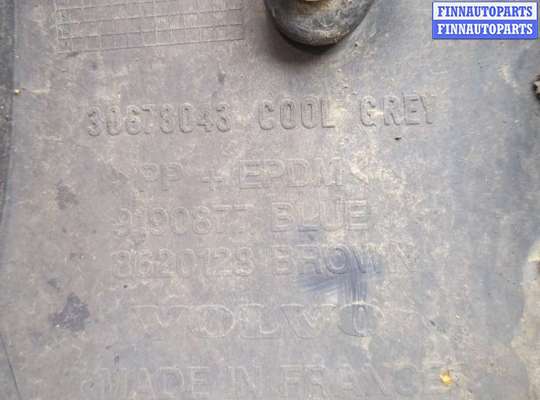 FINNAUTOPARTS
FINNAUTOPARTS
30673043 COOL GREY
PP + EPDM
9190877 BLUE
8620129 BROWN
VOLVO
MADE IN FRANCE